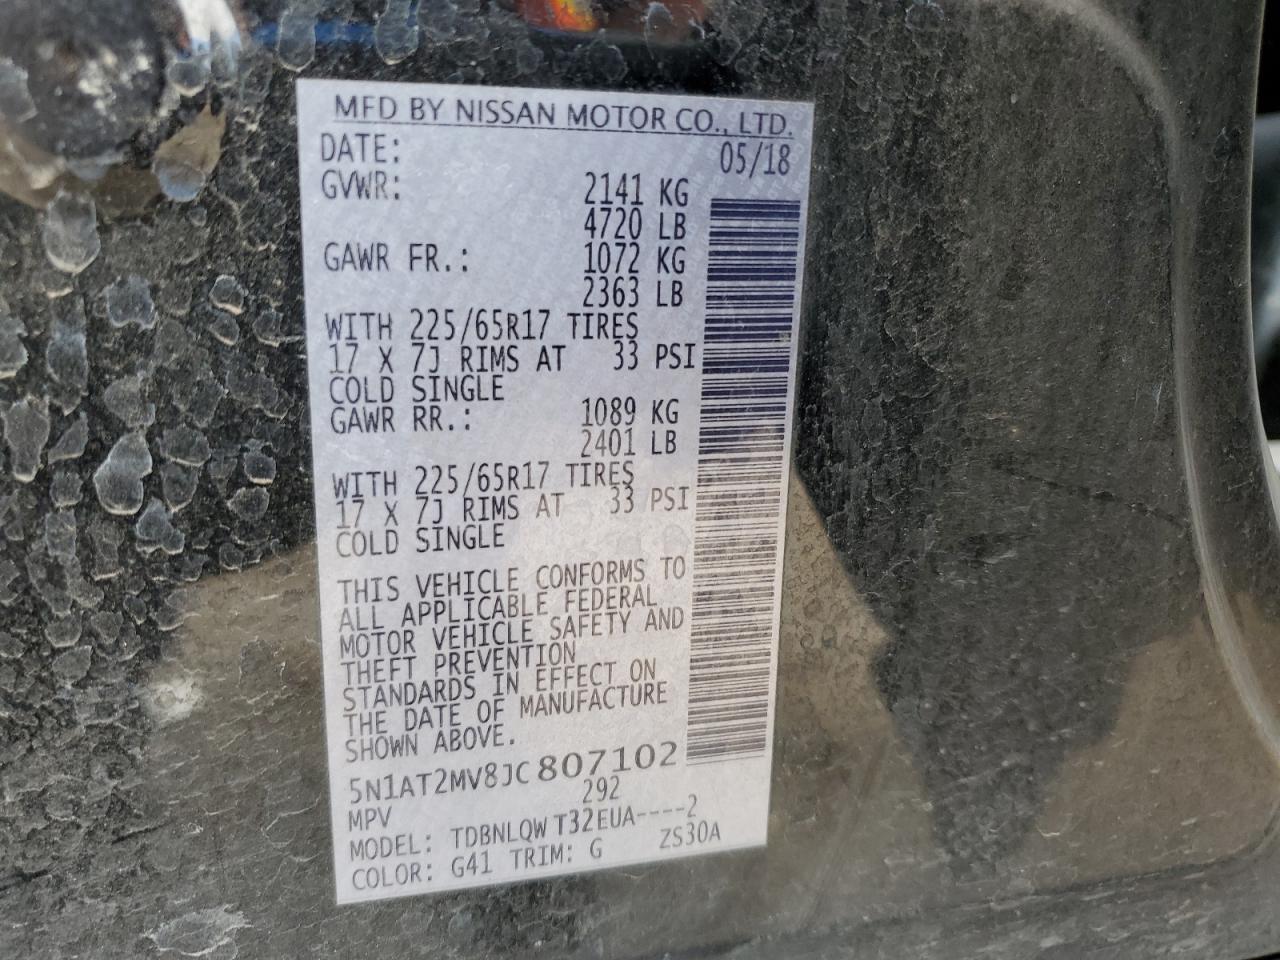 MFD BY NISSAN MOTOR CO., LTD.
DATE: 05/18
GVWR: 2141 KG
4720 LB
GAWR FR.: 1072 KG
2363 LB
WITH 225/65R17 TIRES
17 X 7J RIMS AT 33 PSI
COLD SINGLE
GAWR RR.: 1089 KG
2401 LB
WITH 225/65R17 TIRES
17 X 7J RIMS AT 33 PSI
COLD SINGLE
THIS VEHICLE CONFORMS TO
ALL APPLICABLE FEDERAL
MOTOR VEHICLE SAFETY AND
THEFT PREVENTION
STANDARDS IN EFFECT ON
THE DATE OF MANUFACTURE
SHOWN ABOVE.
5N1AT2MV8JC807102
MPV 292
MODEL: TDBNLQW T32EUA----2
COLOR: G41 TRIM: G ZS30A